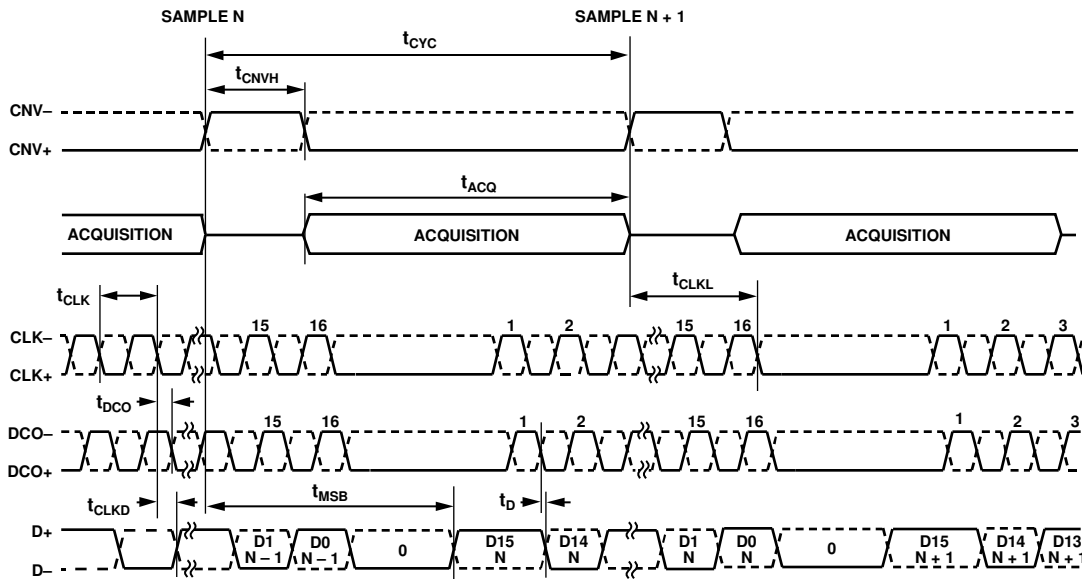 SAMPLE N SAMPLE N + 1
tCYC
tCNVH
CNV–
CNV+
tACQ
ACQUISITION ACQUISITION ACQUISITION
tCLK tCLKL
15 16 1 2 15 16 1 2 3
CLK–
CLK+
tDCO
15 16 1 2 15 16 1 2 3
DCO–
DCO+
tCLKD tMSB tD
D+
D–
D1 D0 0 D15 D14 D1 D0 0 D15 D14 D13
N – 1 N – 1 N N N N N + 1 N + 1 N + 1